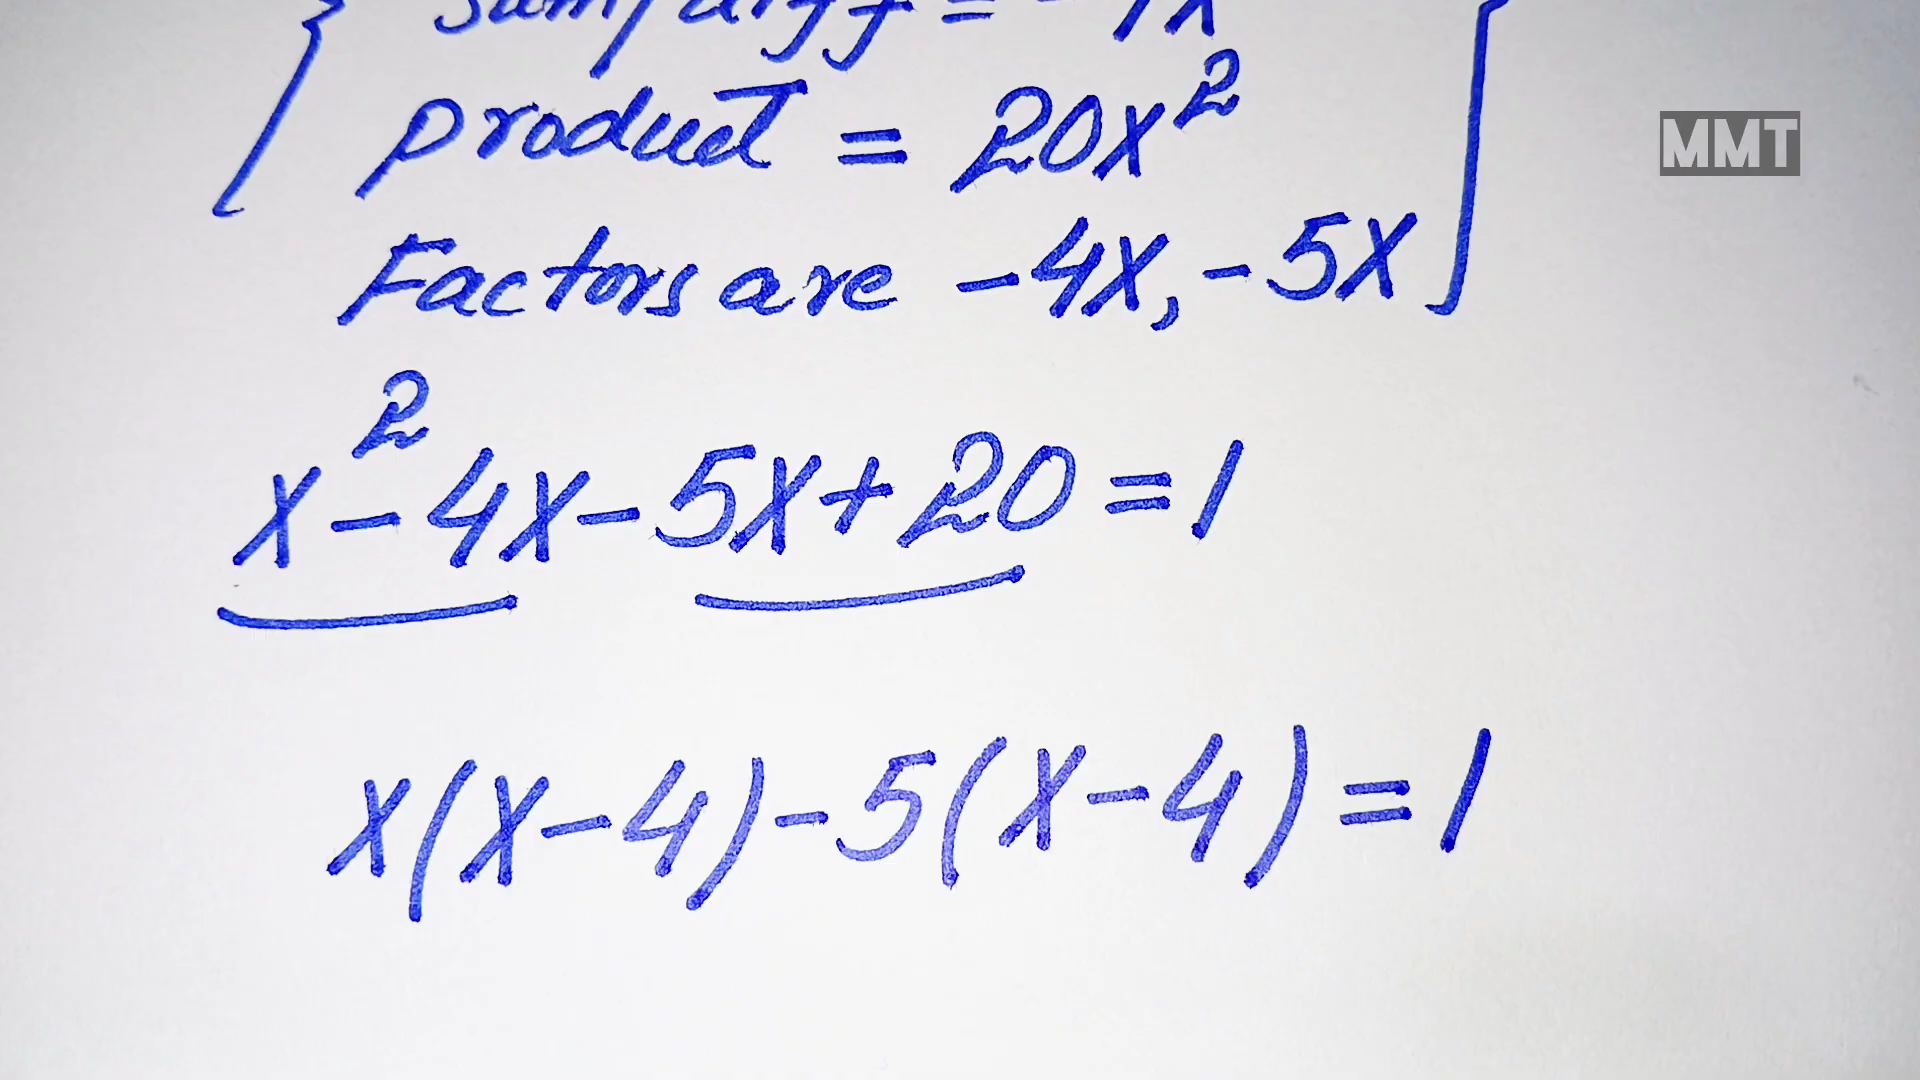 product = 20x²
MMT
Factors are -4x, -5x
x² - 4x - 5x + 20 = 1
x(x-4) - 5(x-4) = 1